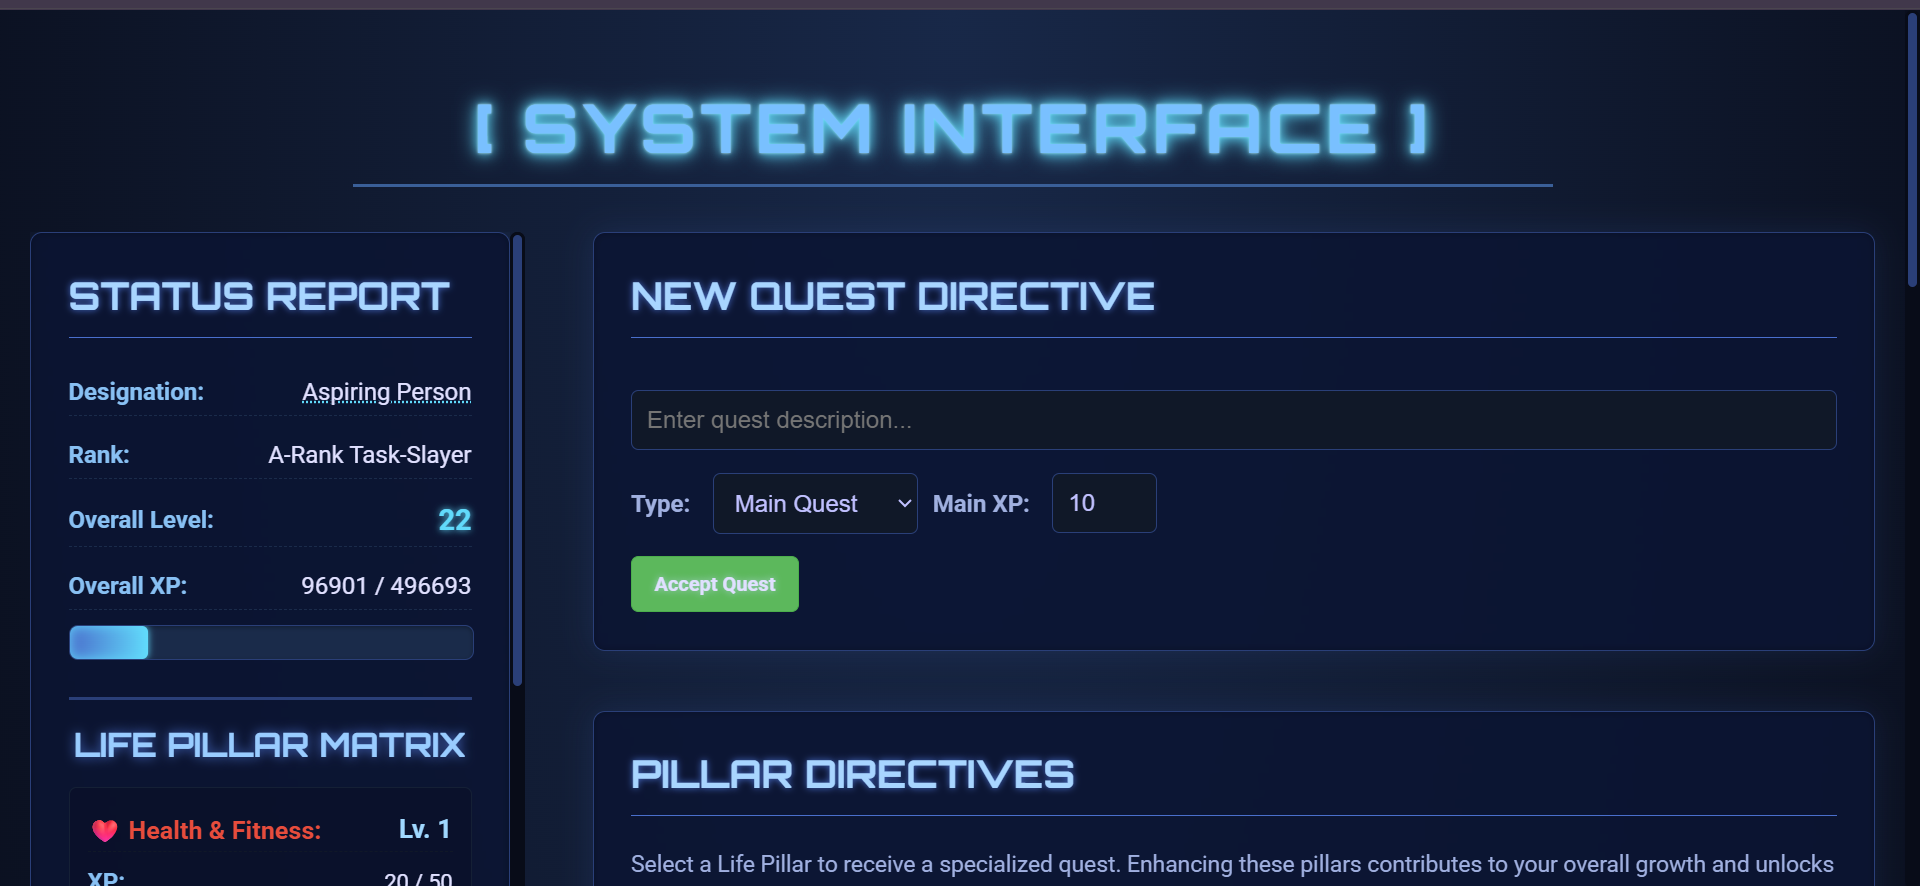 [ SYSTEM INTERFACE ]
STATUS REPORT
Designation: Aspiring Person
Rank: A-Rank Task-Slayer
Overall Level: 22
Overall XP: 96901 / 496693
LIFE PILLAR MATRIX
Health & Fitness: Lv. 1
XP: 20 / 50
NEW QUEST DIRECTIVE
Enter quest description...
Type: Main Quest Main XP: 10
Accept Quest
PILLAR DIRECTIVES
Select a Life Pillar to receive a specialized quest. Enhancing these pillars contributes to your overall growth and unlocks